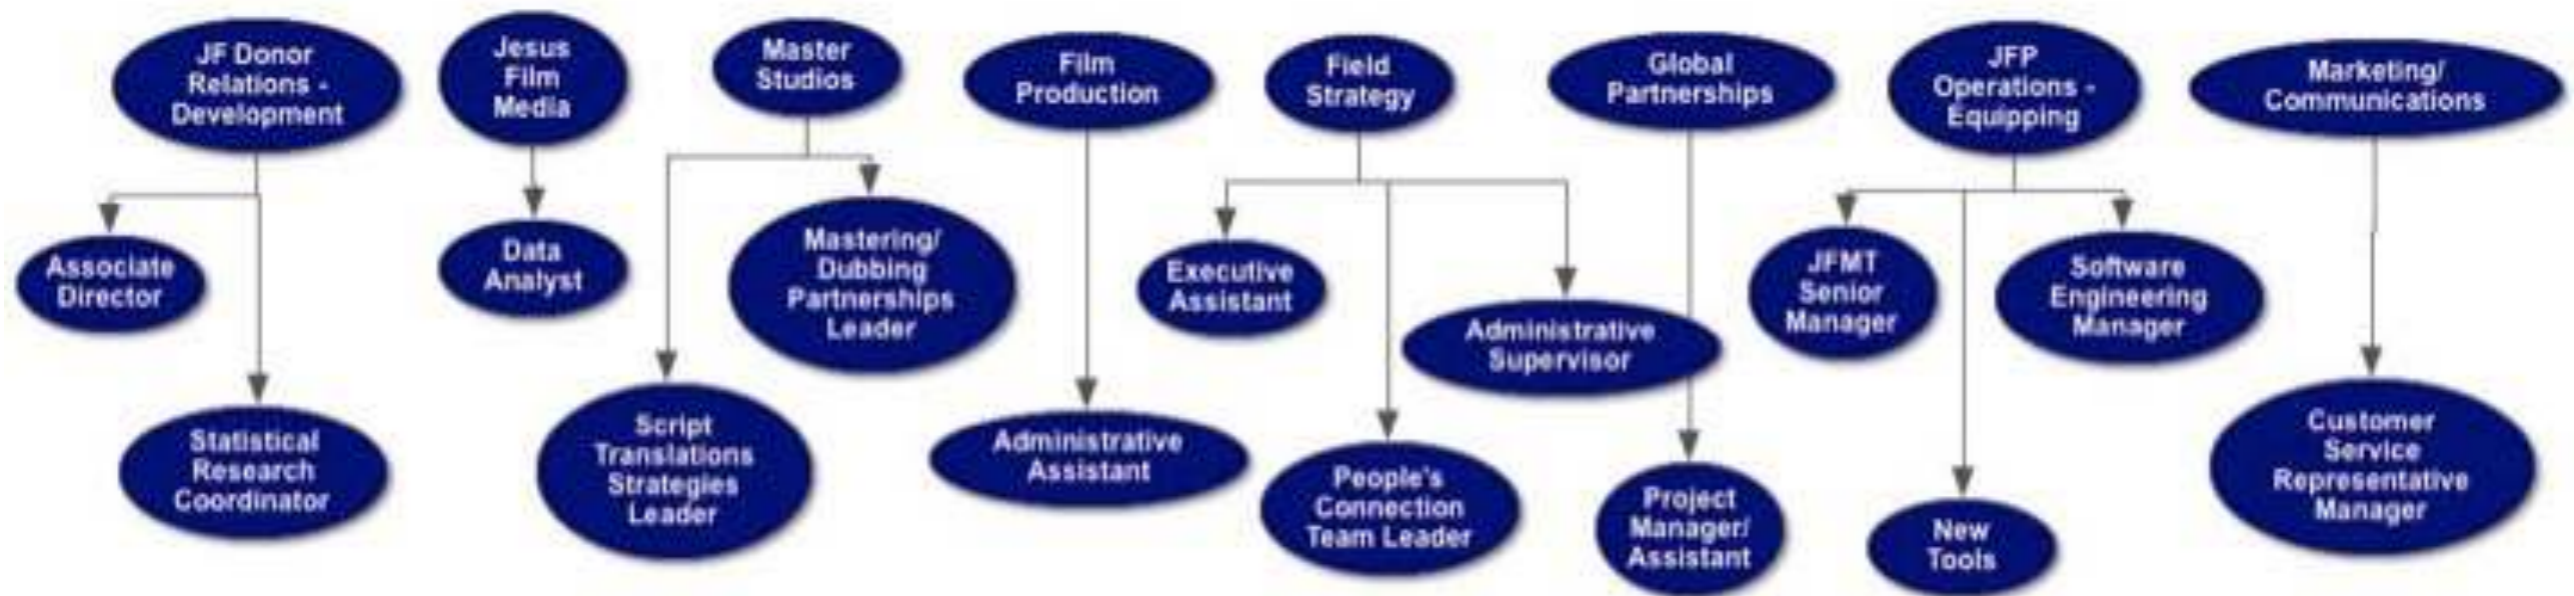 JF Donor
Relations -
Development
Jesus
Film
Media
Master
Studios
Film
Production
Field
Strategy
Global
Partnerships
JFP
Operations -
Equipping
Marketing/
Communications
Associate
Director
Statistical
Research
Coordinator
Data
Analyst
Script
Translations
Strategies
Leader
Mastering/
Dubbing
Partnerships
Leader
Administrative
Assistant
Executive
Assistant
People's
Connection
Team Leader
Administrative
Supervisor
Project
Manager/
Assistant
JFMT
Senior
Manager
New
Tools
Software
Engineering
Manager
Customer
Service
Representative
Manager